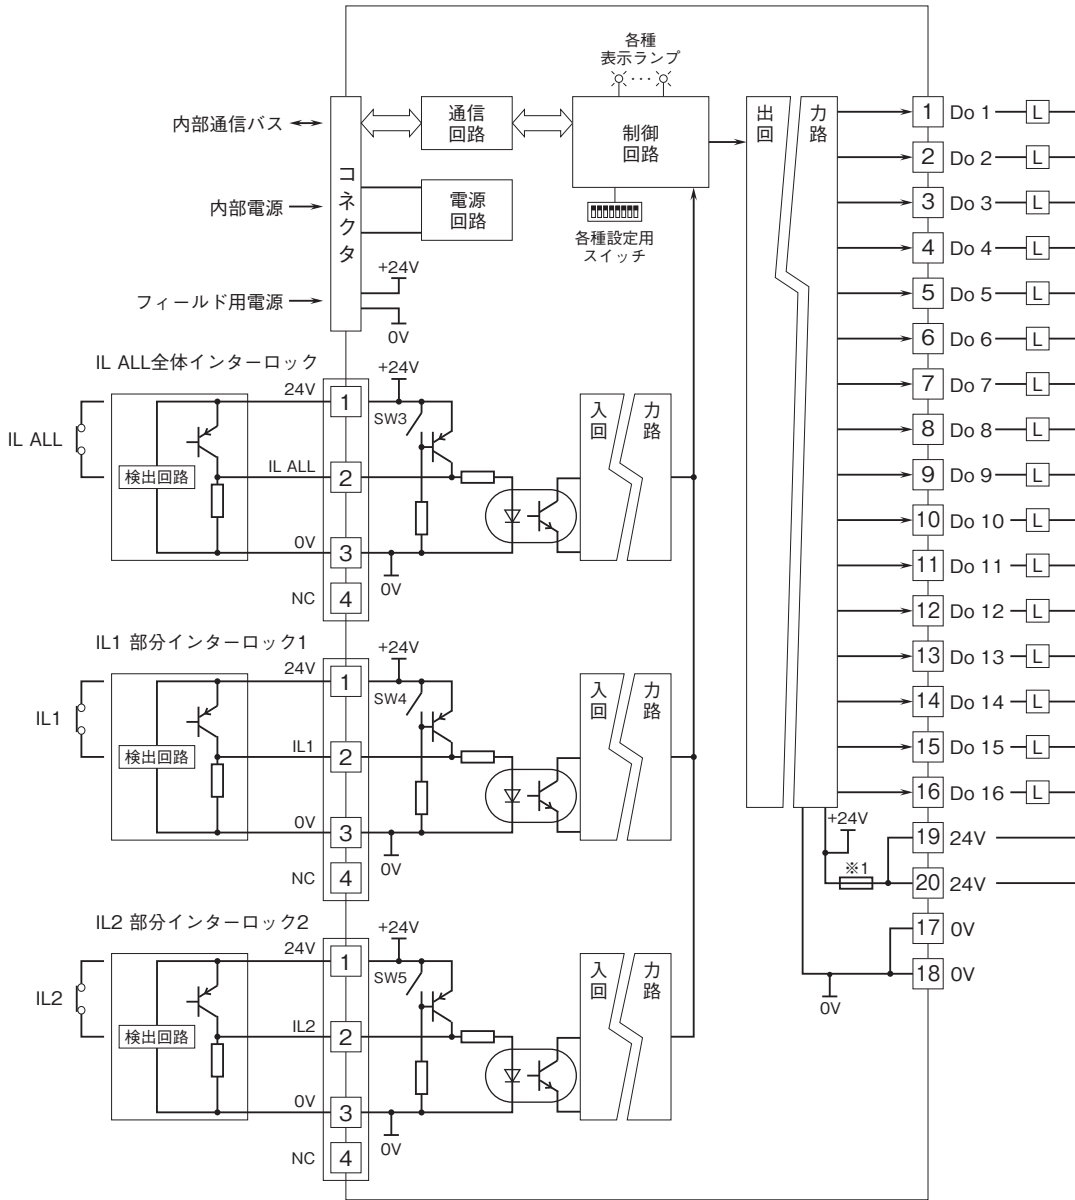 各種
表示ランプ
内部通信バス
通信
回路
制御
回路
コネクタ
内部電源
電源
回路
各種設定用
スイッチ
フィールド用電源
+24V
0V
出力
回路
1 Do 1 L
2 Do 2 L
3 Do 3 L
4 Do 4 L
5 Do 5 L
6 Do 6 L
7 Do 7 L
8 Do 8 L
9 Do 9 L
10 Do 10 L
11 Do 11 L
12 Do 12 L
13 Do 13 L
14 Do 14 L
15 Do 15 L
16 Do 16 L
+24V
19 24V
※1
20 24V
17 0V
18 0V
0V
IL ALL全体インターロック
+24V
24V
1
SW3
IL ALL
検出回路
IL ALL
2
0V
3
0V
NC
4
入力
回路
IL1 部分インターロック1
+24V
24V
1
SW4
IL1
検出回路
IL1
2
0V
3
0V
NC
4
入力
回路
IL2 部分インターロック2
+24V
24V
1
SW5
IL2
検出回路
IL2
2
0V
3
0V
NC
4
入力
回路